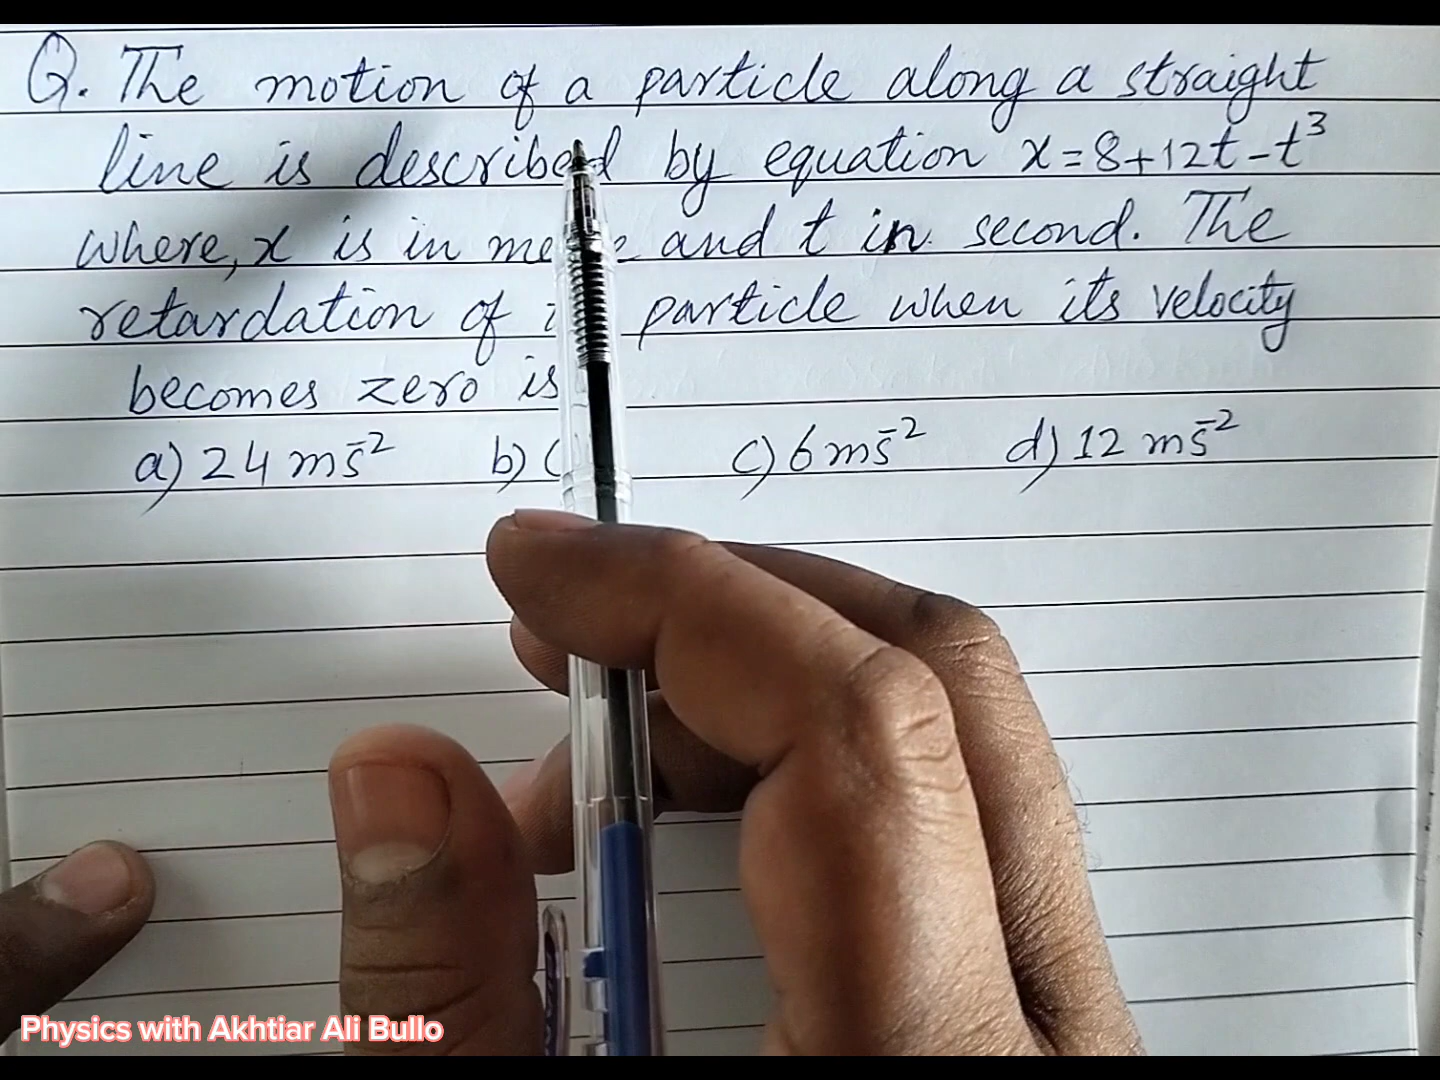 Q. The motion of a particle along a straight
line is described by equation x=8+12t-t³
where, x is in and t in second. The
retardation of particle when its velocity
becomes zero is
a) 24 ms⁻² b) c) 6 ms⁻² d) 12 ms⁻²
Physics with Akhtiar Ali Bullo